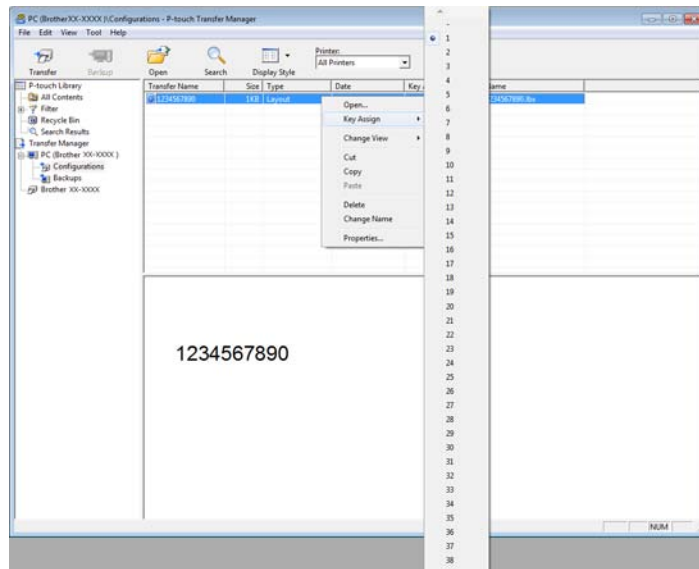 PC (Brother XX-XXXX )\Configurations - P-touch Transfer Manager
File Edit View Tool Help
Transfer Backup Open Search Display Style
Printer:
All Printers
P-touch Library
All Contents
Filter
Recycle Bin
Search Results
Transfer Manager
PC (Brother XX-XXXX )
Configurations
Backups
Brother XX-XXXX
Transfer Name Size Type Date Key
1234567890 1KB Layout 234567890.lbx
Open...
Key Assign
Change View
Cut
Copy
Paste
Delete
Change Name
Properties...
-
1
2
3
4
5
6
7
8
9
10
11
12
13
14
15
16
17
18
19
20
21
22
23
24
25
26
27
28
29
30
31
32
33
34
35
36
37
38
1234567890
NUM